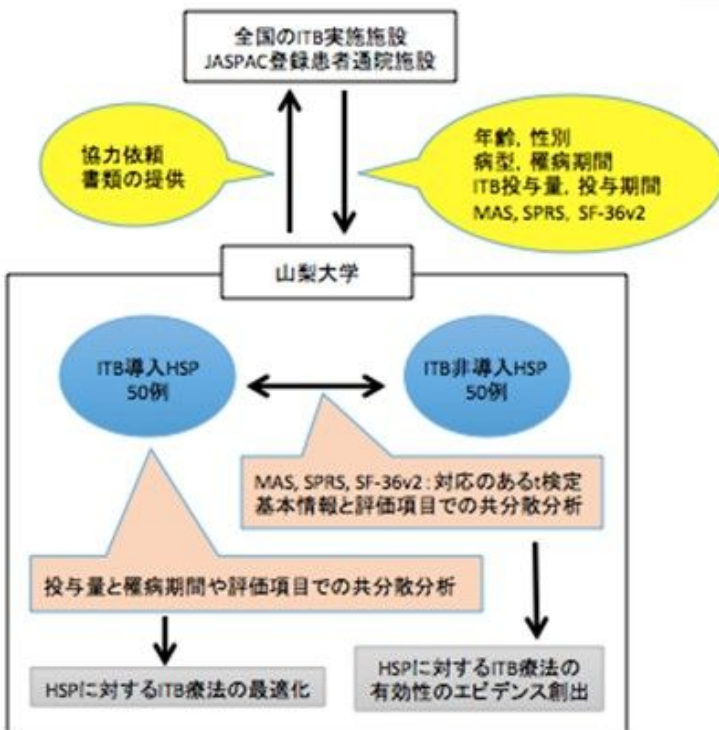 全国のITB実施施設
JASPAC登録患者通院施設
協力依頼
書類の提供
年齢, 性別
病型, 罹病期間
ITB投与量, 投与期間
MAS, SPRS, SF-36v2
山梨大学
ITB導入HSP
50例
ITB非導入HSP
50例
MAS, SPRS, SF-36v2:対応のあるt検定
基本情報と評価項目での共分散分析
投与量と罹病期間や評価項目での共分散分析
HSPに対するITB療法の最適化
HSPに対するITB療法の
有効性のエビデンス創出